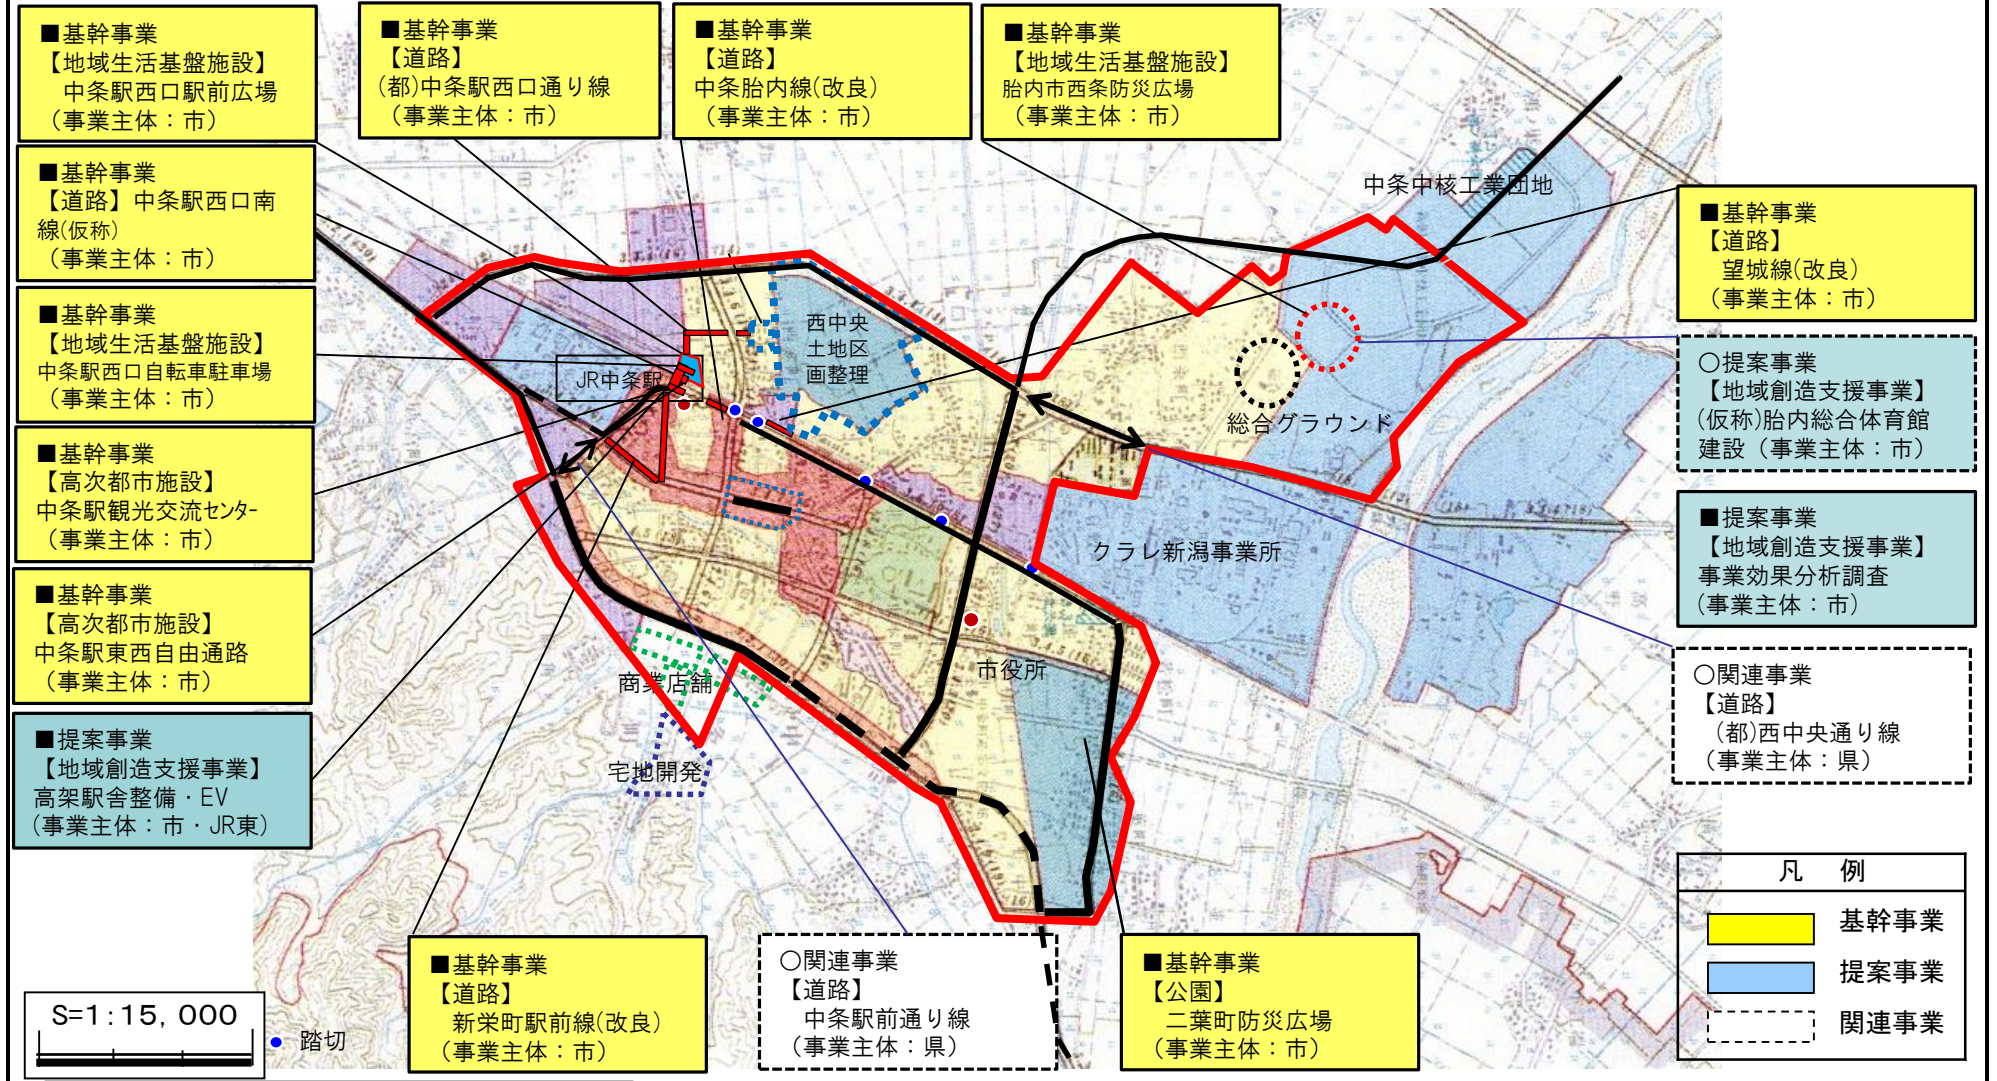 ■基幹事業
【地域生活基盤施設】
中条駅西口駅前広場
（事業主体：市）
■基幹事業
【道路】
(都)中条駅西口通り線
（事業主体：市）
■基幹事業
【道路】
中条胎内線(改良)
（事業主体：市）
■基幹事業
【地域生活基盤施設】
胎内市西条防災広場
（事業主体：市）
■基幹事業
【道路】中条駅西口南
線(仮称)
（事業主体：市）
■基幹事業
【地域生活基盤施設】
中条駅西口自転車駐車場
（事業主体：市）
■基幹事業
【高次都市施設】
中条駅観光交流センター
（事業主体：市）
■基幹事業
【高次都市施設】
中条駅東西自由通路
（事業主体：市）
■提案事業
【地域創造支援事業】
高架駅舎整備・EV
(事業主体：市・JR東)
中条中核工業団地
西中央
土地区
画整理
JR中条駅
総合グラウンド
クラレ新潟事業所
市役所
商業店舗
宅地開発
■基幹事業
【道路】
望城線(改良)
（事業主体：市）
○提案事業
【地域創造支援事業】
(仮称)胎内総合体育館
建設（事業主体：市）
■提案事業
【地域創造支援事業】
事業効果分析調査
(事業主体：市）
○関連事業
【道路】
(都)西中央通り線
（事業主体：県）
■基幹事業
【道路】
新栄町駅前線(改良)
（事業主体：市）
○関連事業
【道路】
中条駅前通り線
（事業主体：県）
■基幹事業
【公園】
二葉町防災広場
（事業主体：市）
凡　例
基幹事業
提案事業
関連事業
S=1:15,000
踏切